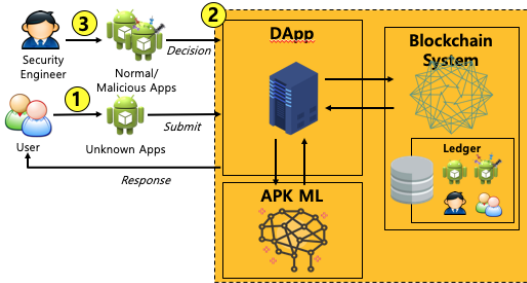 3
2
DApp
Blockchain
System
Security
Engineer
Normal/
Malicious Apps
Decision
1
User
Unknown Apps
Submit
Response
Ledger
APK ML